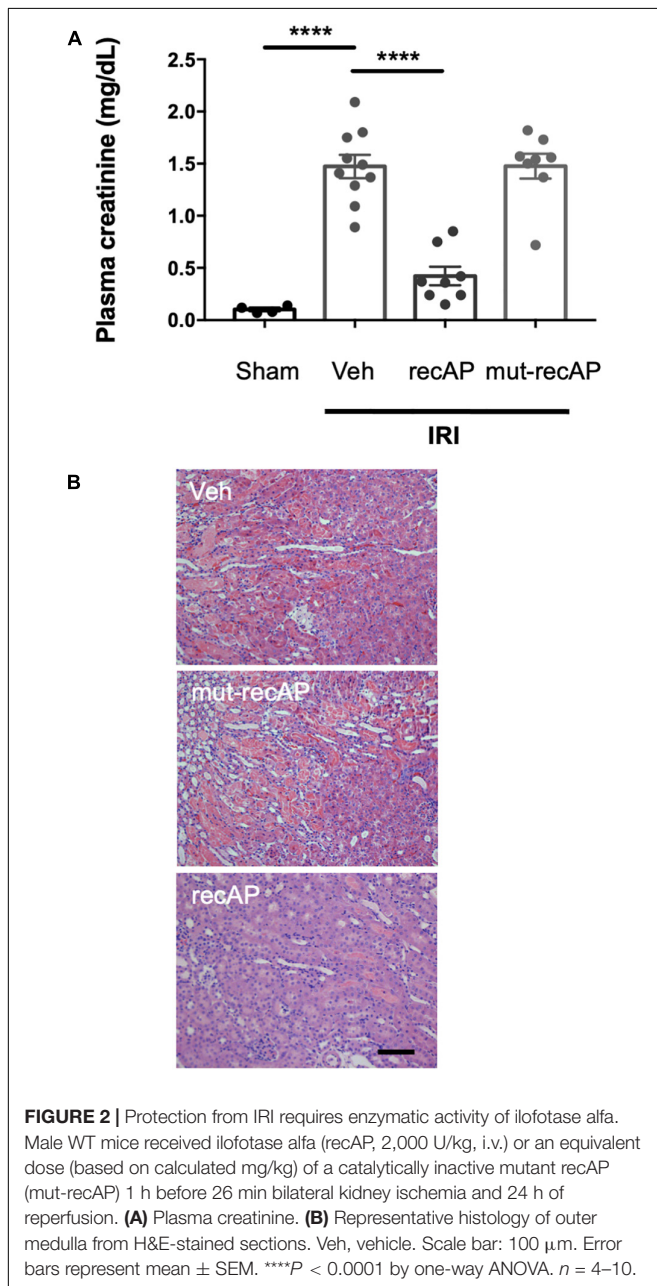 A
****
****
Plasma creatinine (mg/dL)
2.5
2.0
1.5
1.0
0.5
0.0
Sham Veh recAP mut-recAP
IRI
B
Veh
mut-recAP
recAP
FIGURE 2 | Protection from IRI requires enzymatic activity of ilofotase alfa.
Male WT mice received ilofotase alfa (recAP, 2,000 U/kg, i.v.) or an equivalent
dose (based on calculated mg/kg) of a catalytically inactive mutant recAP
(mut-recAP) 1 h before 26 min bilateral kidney ischemia and 24 h of
reperfusion. (A) Plasma creatinine. (B) Representative histology of outer
medulla from H&E-stained sections. Veh, vehicle. Scale bar: 100 μm. Error
bars represent mean ± SEM. ****P < 0.0001 by one-way ANOVA. n = 4–10.